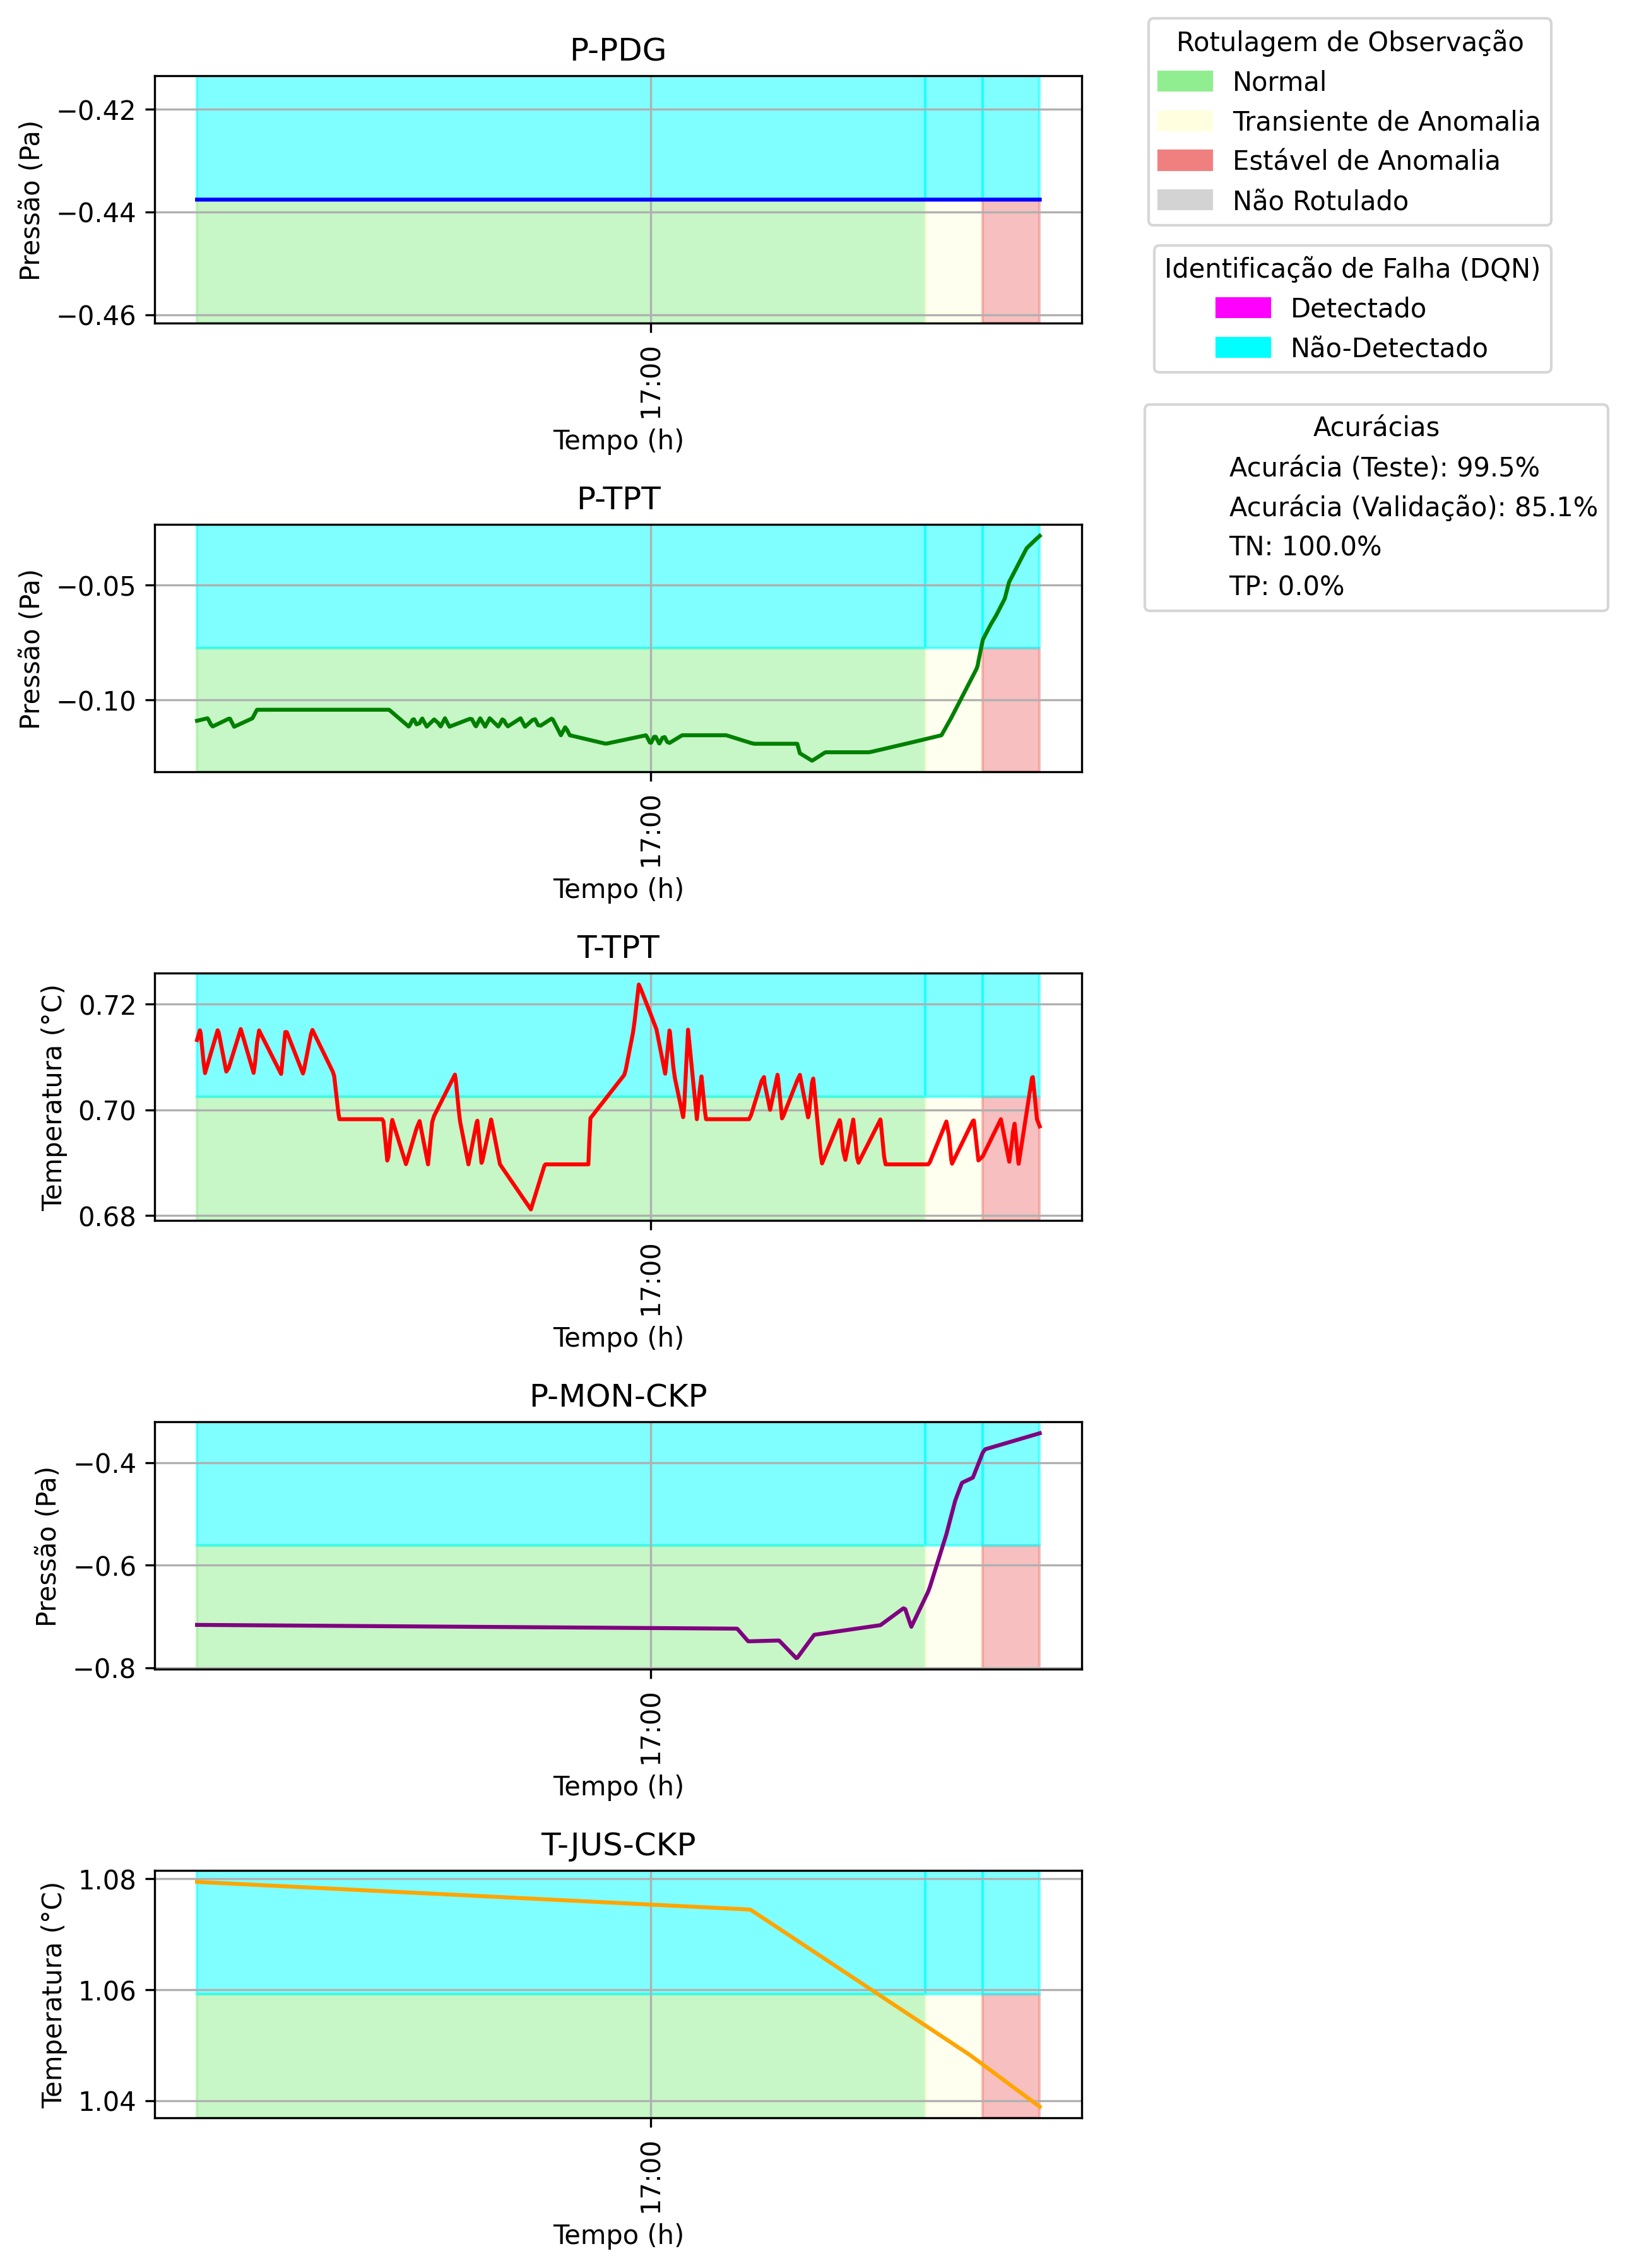 P-PDG
−0.42
−0.44
−0.46
Pressão (Pa)
17:00
Tempo (h)
Rotulagem de Observação
Normal
Transiente de Anomalia
Estável de Anomalia
Não Rotulado
Identificação de Falha (DQN)
Detectado
Não-Detectado
Acurácias
Acurácia (Teste): 99.5%
Acurácia (Validação): 85.1%
TN: 100.0%
TP: 0.0%
P-TPT
−0.05
−0.10
Pressão (Pa)
17:00
Tempo (h)
T-TPT
0.72
0.70
0.68
Temperatura (°C)
17:00
Tempo (h)
P-MON-CKP
−0.4
−0.6
−0.8
Pressão (Pa)
17:00
Tempo (h)
T-JUS-CKP
1.08
1.06
1.04
Temperatura (°C)
17:00
Tempo (h)